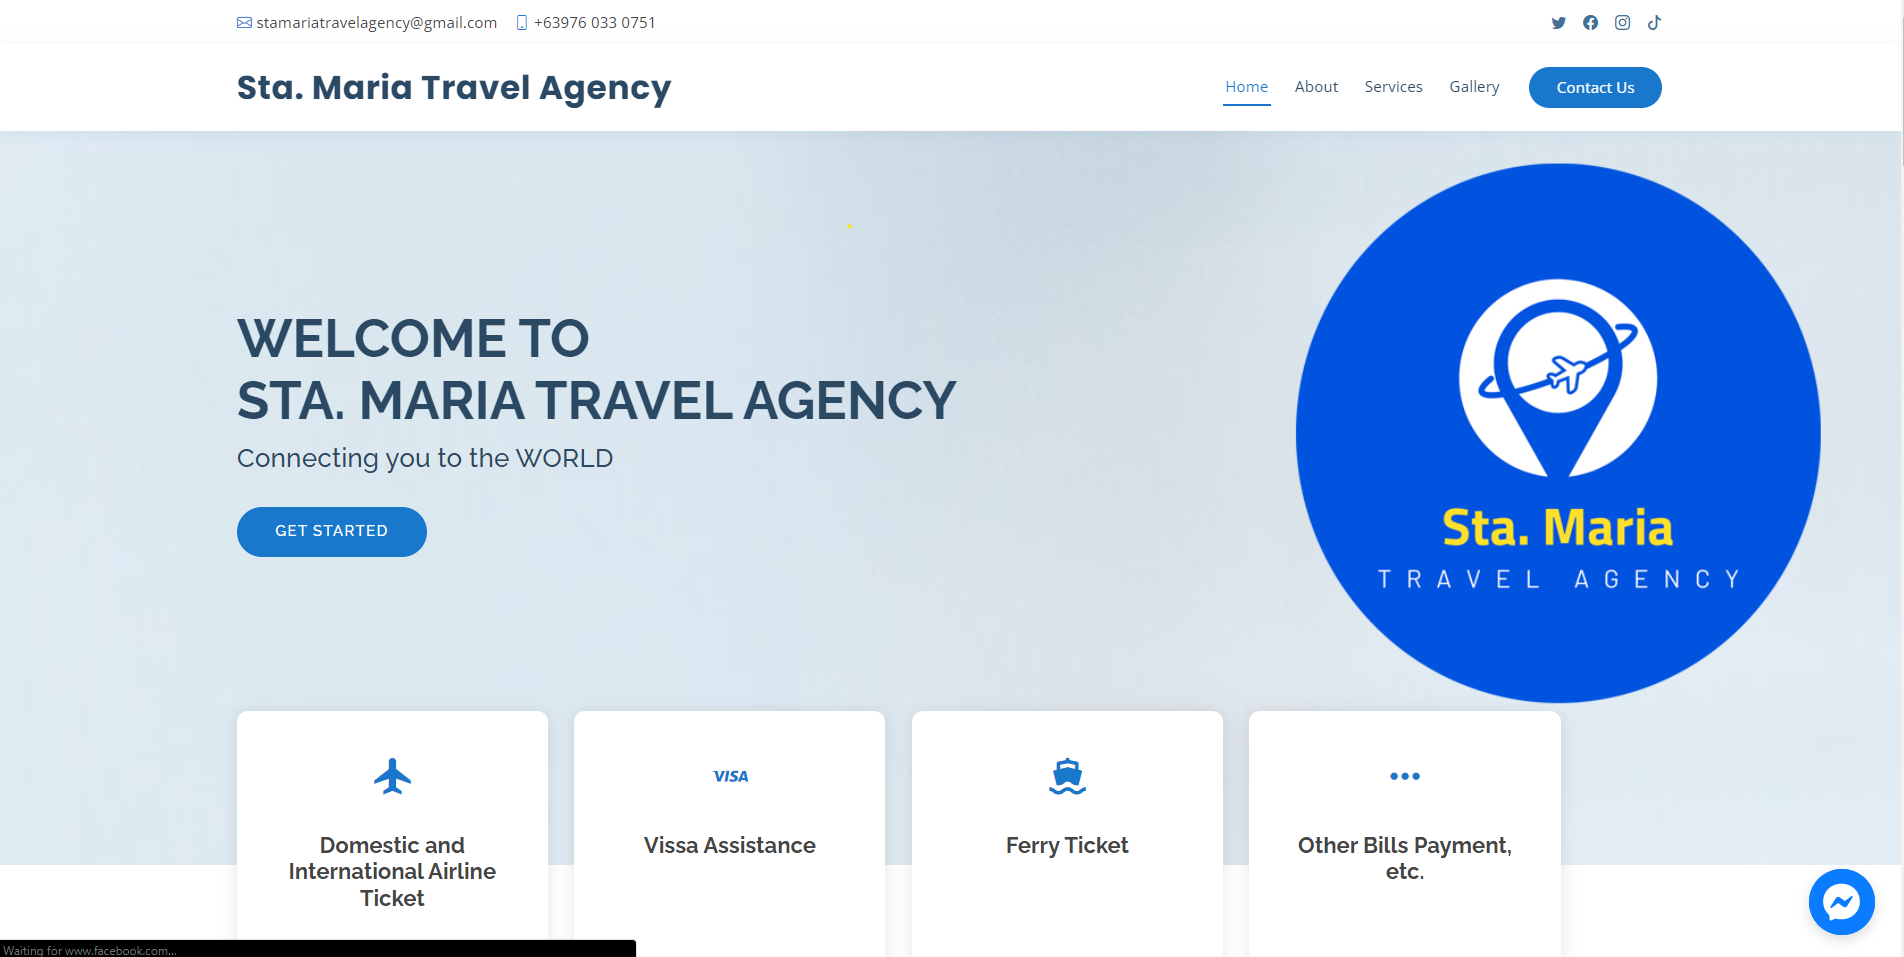 stamariatravelagency@gmail.com +63976 033 0751
Sta. Maria Travel Agency
Home About Services Gallery Contact Us
WELCOME TO
STA. MARIA TRAVEL AGENCY
Connecting you to the WORLD
GET STARTED
Sta. Maria
TRAVEL AGENCY
VISA
Domestic and
International Airline
Ticket
Vissa Assistance
Ferry Ticket
Other Bills Payment,
etc.
Waiting for www.facebook.com...